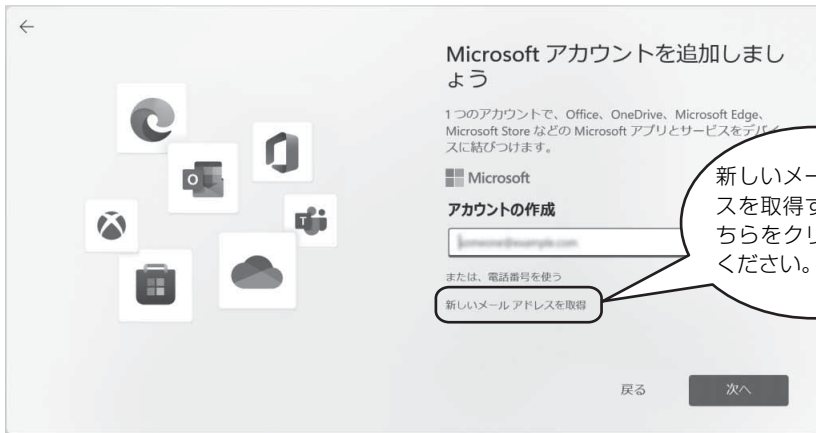 ←
Microsoft アカウントを追加しまし
ょう
1 つのアカウントで、Office、OneDrive、Microsoft Edge、
Microsoft Store などの Microsoft アプリとサービスをデバイ
スに結びつけます。
Microsoft
アカウントの作成
someone@example.com
または、電話番号を使う
新しいメール アドレスを取得
新しいメー
スを取得す
ちらをクリ
ください。
戻る
次へ